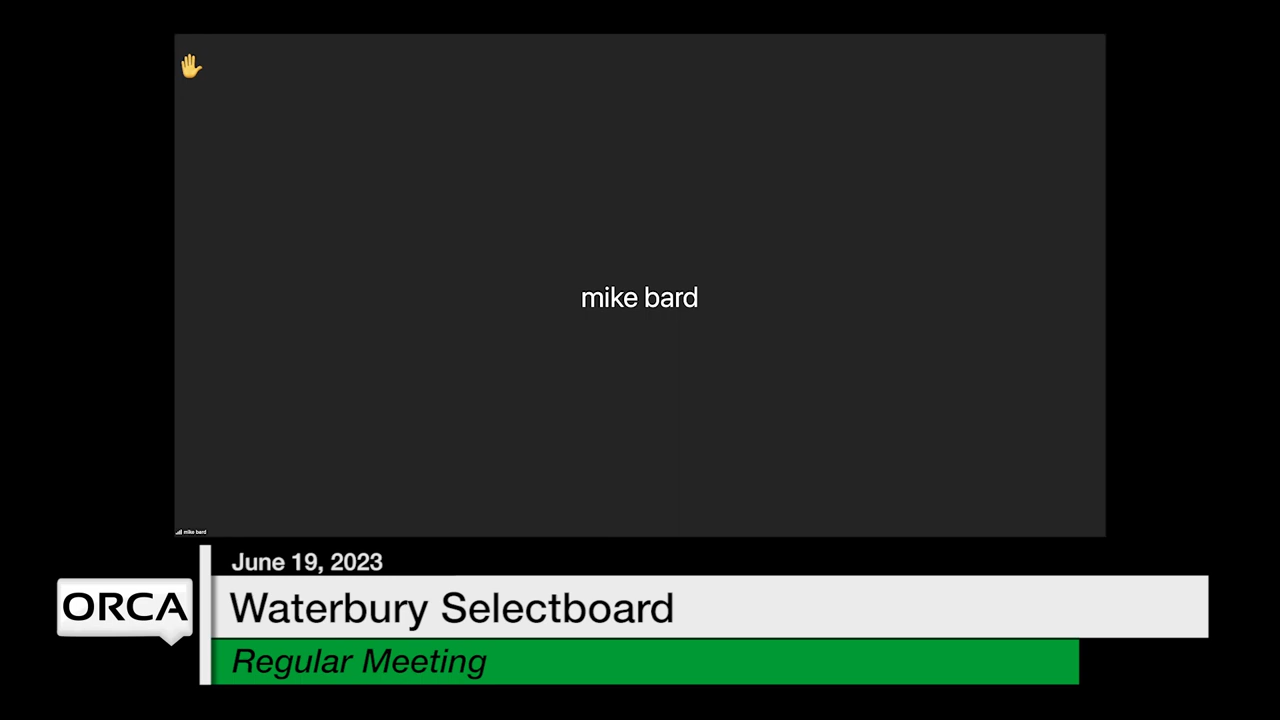 mike bard
mike bard
June 19, 2023
ORCA
Waterbury Selectboard
Regular Meeting